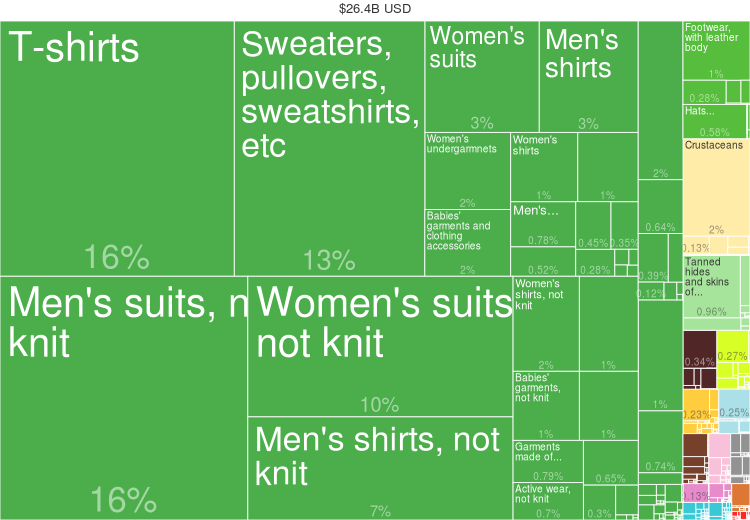 $26.4B USD
T-shirts
16%
Sweaters,
pullovers,
sweatshirts,
etc
13%
Women's
suits
3%
Men's
shirts
3%
Women's
undergarmnets
2%
Babies'
garments and
clothing
accessories
2%
Women's
shirts
1%
1%
Men's...
0.78%
0.45%
0.35%
0.52%
0.28%
2%
0.64%
0.39%
0.12%
Footwear,
with leather
body
1%
0.28%
Hats...
0.58%
Crustaceans
2%
0.13%
Tanned
hides
and skins
of...
0.96%
Men's suits, n
knit
16%
Women's suits
not knit
10%
Men's shirts, not
knit
7%
Women's
shirts, not
knit
2%
1%
Babies'
garments,
not knit
1%
1%
Garments
made of...
0.79%
0.65%
Active wear,
not knit
0.7%
0.3%
1%
0.74%
0.34%
0.27%
0.23%
0.25%
0.13%